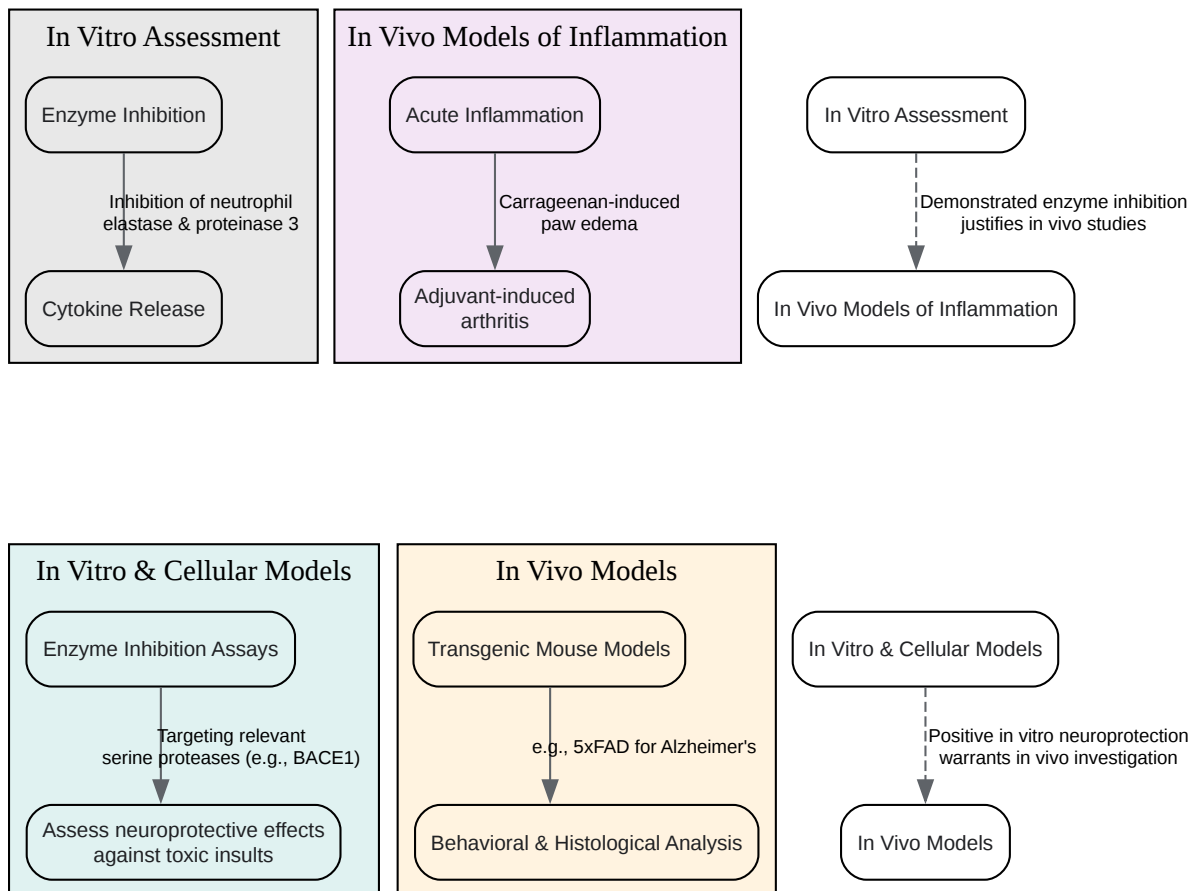 In Vitro Assessment
Enzyme Inhibition
Inhibition of neutrophil
elastase & proteinase 3
Cytokine Release
In Vivo Models of Inflammation
Acute Inflammation
Carrageenan-induced
paw edema
Adjuvant-induced
arthritis
In Vitro Assessment
Demonstrated enzyme inhibition
justifies in vivo studies
In Vivo Models of Inflammation
In Vitro & Cellular Models
Enzyme Inhibition Assays
Targeting relevant
serine proteases (e.g., BACE1)
Assess neuroprotective effects
against toxic insults
In Vivo Models
Transgenic Mouse Models
e.g., 5xFAD for Alzheimer's
Behavioral & Histological Analysis
In Vitro & Cellular Models
Positive in vitro neuroprotection
warrants in vivo investigation
In Vivo Models